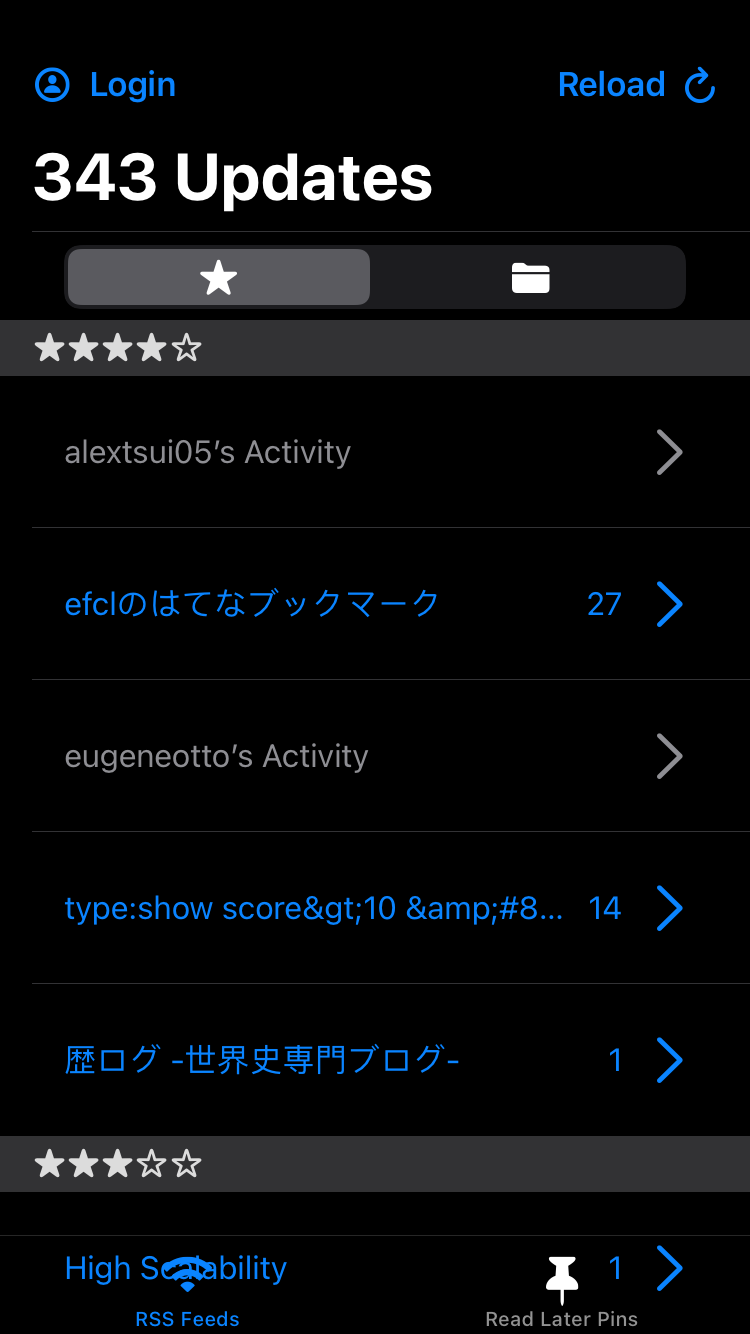 Login
Reload
343 Updates
★★★★☆
alextsui05’s Activity
efclのはてなブックマーク 27
eugeneotto’s Activity
type:show score&gt;10 &amp;#8... 14
歴ログ -世界史専門ブログ- 1
★★★☆☆
High Scalability 1
RSS Feeds
Read Later Pins